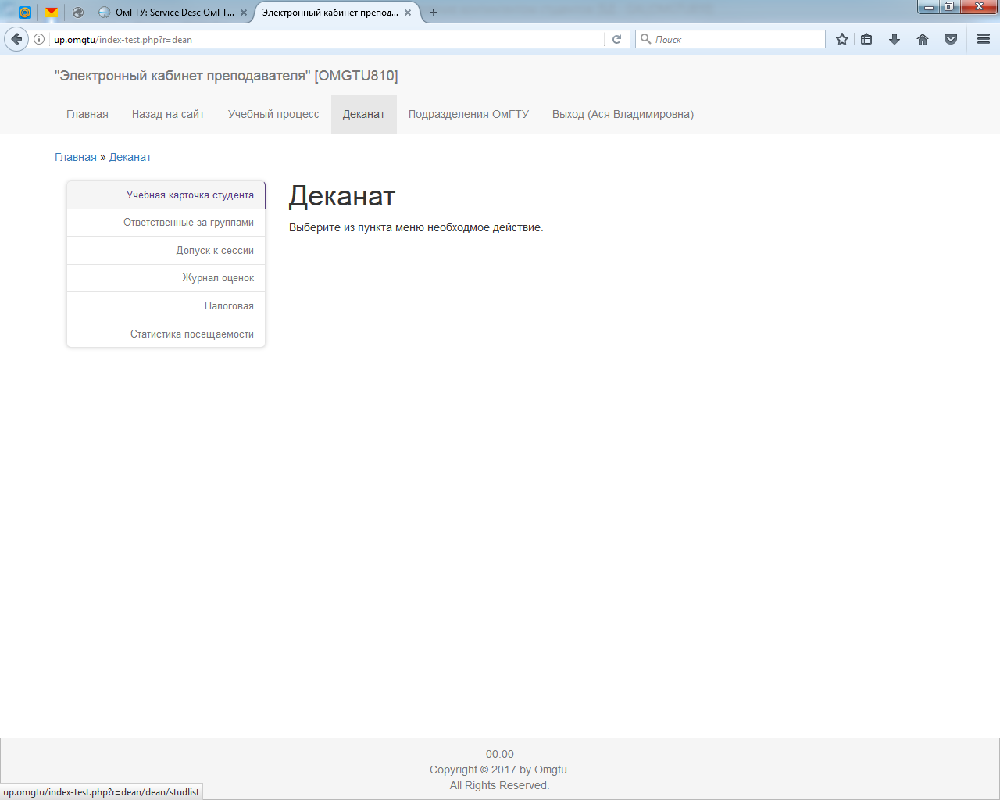 ОмГТУ: Service Desc ОмГТ...
Электронный кабинет препод...
up.omgtu/index-test.php?r=dean
Поиск
"Электронный кабинет преподавателя" [OMGTU810]
Главная Назад на сайт Учебный процесс Деканат Подразделения ОмГТУ Выход (Ася Владимировна)
Главная » Деканат
Учебная карточка студента
Ответственные за группами
Допуск к сессии
Журнал оценок
Налоговая
Статистика посещаемости
Деканат
Выберите из пункта меню необходмое действие.
00:00
Copyright © 2017 by Omgtu.
All Rights Reserved.
up.omgtu/index-test.php?r=dean/dean/studlist